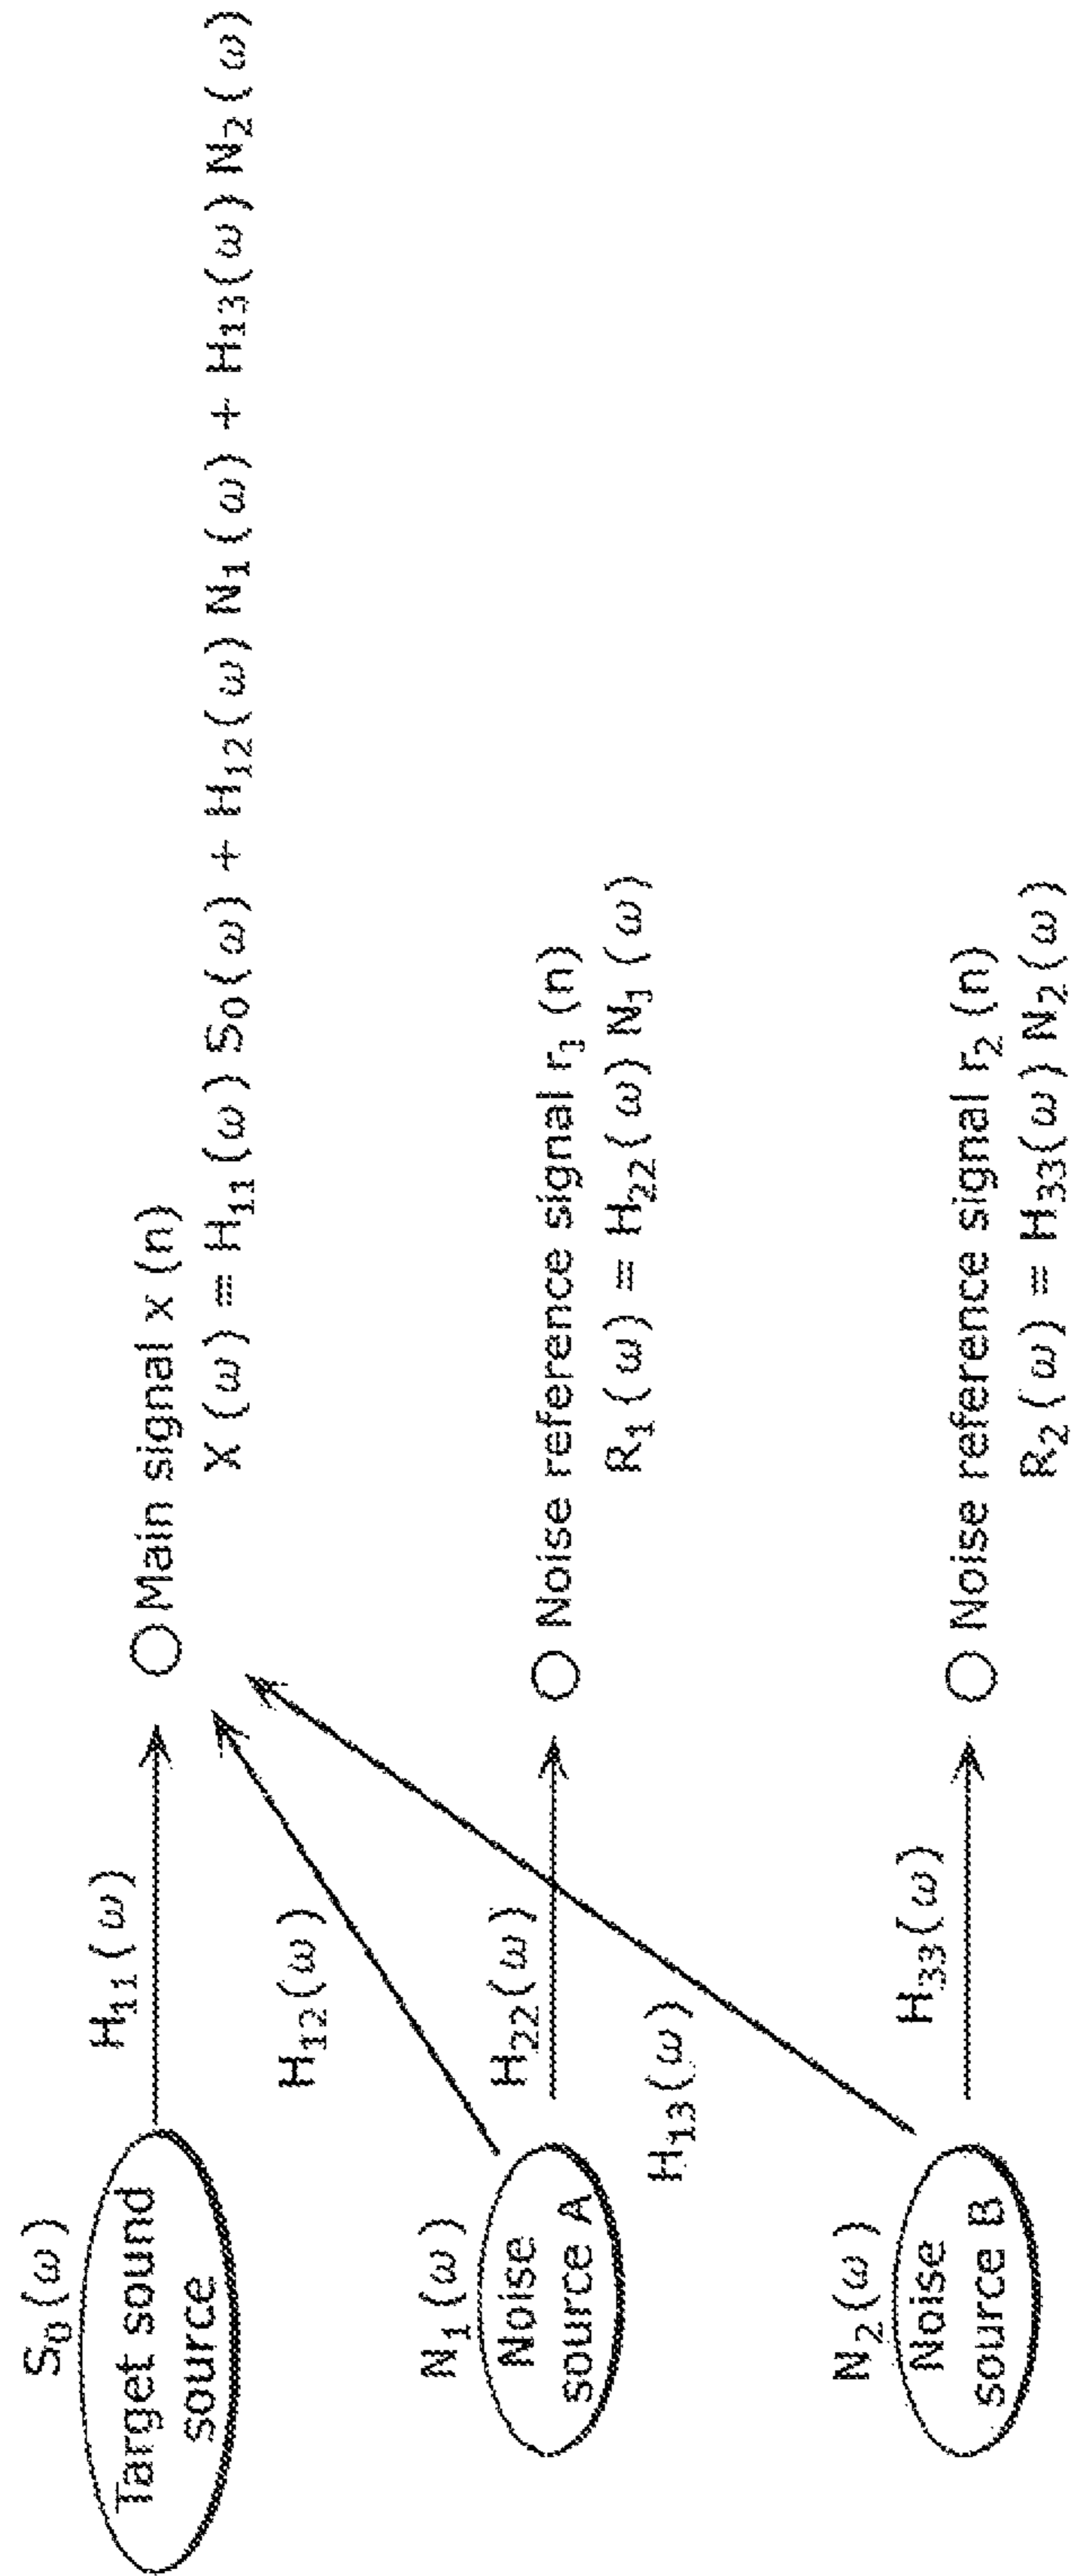 S₀(ω)
Target sound
source
H₁₁(ω)
Main signal x (n)
X (ω) = H₁₁(ω) S₀(ω) + H₁₂(ω) N₁(ω) + H₁₃(ω) N₂(ω)
H₁₂(ω)
N₁(ω)
Noise
source A
H₂₂(ω)
Noise reference signal r₁ (n)
R₁ (ω) = H₂₂(ω) N₁ (ω)
H₁₃(ω)
N₂(ω)
Noise
source B
H₃₃(ω)
Noise reference signal r₂ (n)
R₂ (ω) = H₃₃(ω) N₂ (ω)